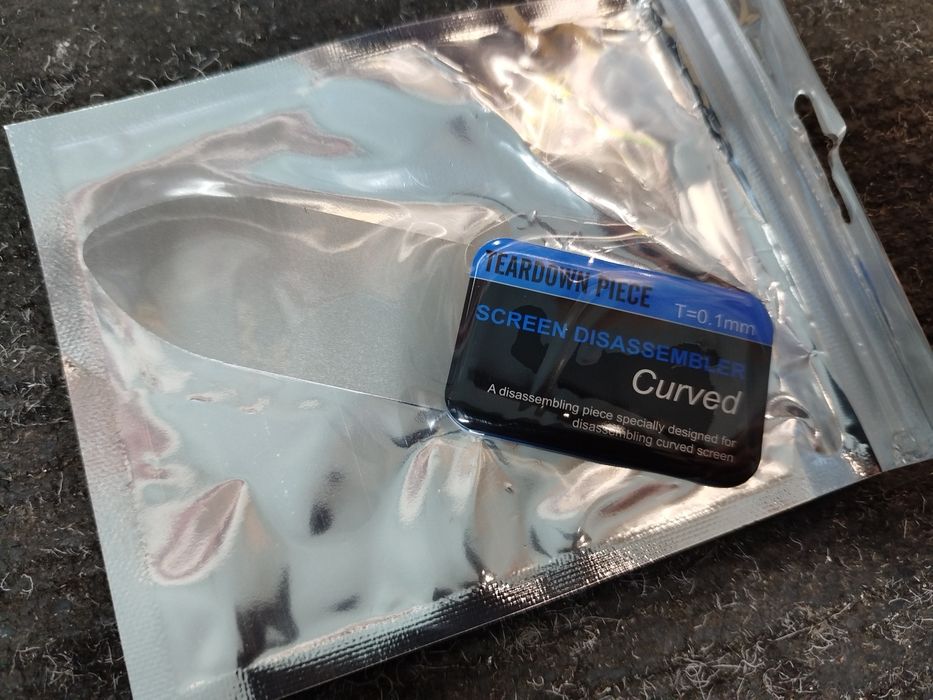 TEARDOWN PIECE
T=0.1mm
SCREEN DISASSEMBLER
Curved
A disassembling piece specially designed for
disassembling curved screen